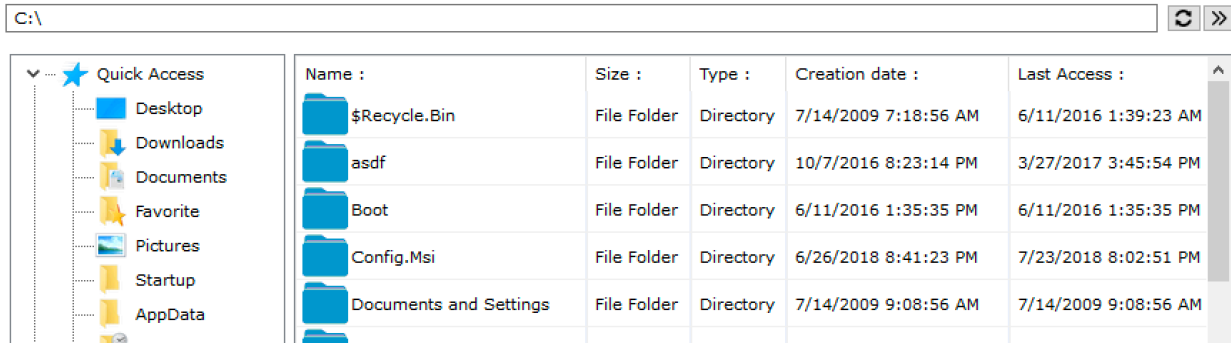 C:\
Quick Access
Desktop
Downloads
Documents
Favorite
Pictures
Startup
AppData
Name : Size : Type : Creation date : Last Access :
$Recycle.Bin File Folder Directory 7/14/2009 7:18:56 AM 6/11/2016 1:39:23 AM
asdf File Folder Directory 10/7/2016 8:23:14 PM 3/27/2017 3:45:54 PM
Boot File Folder Directory 6/11/2016 1:35:35 PM 6/11/2016 1:35:35 PM
Config.Msi File Folder Directory 6/26/2018 8:41:23 PM 7/23/2018 8:02:51 PM
Documents and Settings File Folder Directory 7/14/2009 9:08:56 AM 7/14/2009 9:08:56 AM